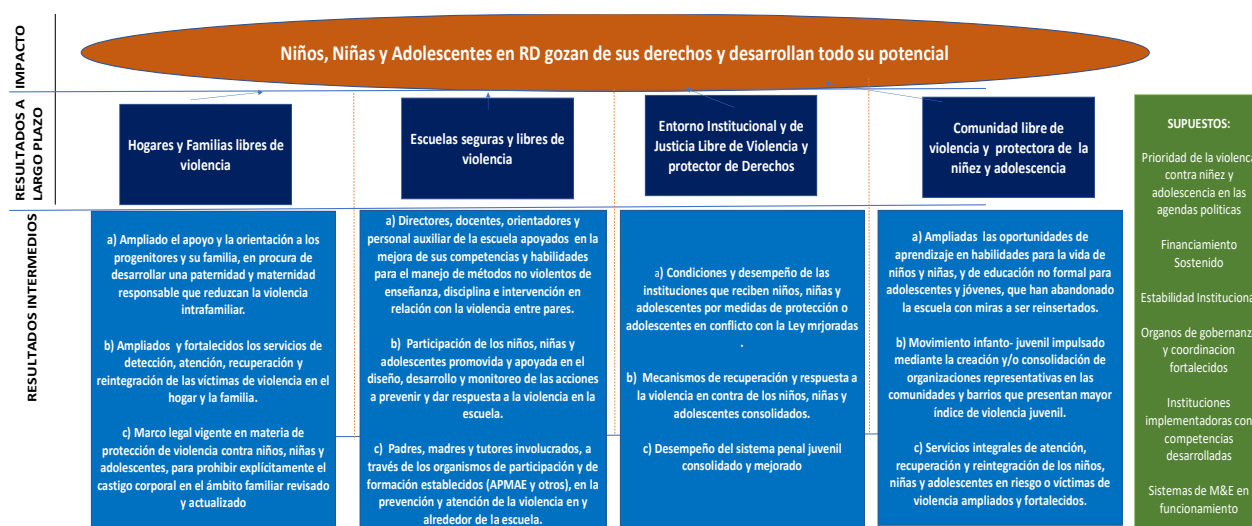 IMPACTO
Niños, Niñas y Adolescentes en RD gozan de sus derechos y desarrollan todo su potencial
RESULTADOS A
LARGO PLAZO
Hogares y Familias libres de
violencia
Escuelas seguras y libres de
violencia
Entorno Institucional y de
Justicia Libre de Violencia y
protector de Derechos
Comunidad libre de
violencia y protectora de la
niñez y adolescencia
RESULTADOS INTERMEDIOS
a) Ampliado el apoyo y la orientación a los
progenitores y su familia, en procura de
desarrollar una paternidad y maternidad
responsable que reduzcan la violencia
intrafamiliar.
b) Ampliados y fortalecidos los servicios de
detección, atención, recuperación y
reintegración de las víctimas de violencia en el
hogar y la familia.
c) Marco legal vigente en materia de
protección de violencia contra niños, niñas y
adolescentes, para prohibir explícitamente el
castigo corporal en el ámbito familiar revisado
y actualizado
a) Directores, docentes, orientadores y
personal auxiliar de la escuela apoyados en la
mejora de sus competencias y habilidades
para el manejo de métodos no violentos de
enseñanza, disciplina e intervención en
relación con la violencia entre pares.
b) Participación de los niños, niñas y
adolescentes promovida y apoyada en el
diseño, desarrollo y monitoreo de las acciones
a prevenir y dar respuesta a la violencia en la
escuela.
c) Padres, madres y tutores involucrados, a
través de los organismos de participación y de
formación establecidos (APMAE y otros), en la
prevención y atención de la violencia en y
alrededor de la escuela.
a) Condiciones y desempeño de las
instituciones que reciben niños, niñas y
adolescentes por medidas de protección o
adolescentes en conflicto con la Ley mrjoradas
.
b) Mecanismos de recuperación y respuesta a
la violencia en contra de los niños, niñas y
adolescentes consolidados.
c) Desempeño del sistema penal juvenil
consolidado y mejorado
a) Ampliadas las oportunidades de
aprendizaje en habilidades para la vida de
niños y niñas, y de educación no formal para
adolescentes y jóvenes, que han abandonado
la escuela con miras a ser reinsertados.
b) Movimiento infanto- juvenil impulsado
mediante la creación y/o consolidación de
organizaciones representativas en las
comunidades y barrios que presentan mayor
índice de violencia juvenil.
c) Servicios integrales de atención,
recuperación y reintegración de los niños,
niñas y adolescentes en riesgo o víctimas de
violencia ampliados y fortalecidos.
SUPUESTOS:
Prioridad de la violenc
contra niñez y
adolescencia en las
agendas politicas
Financiamiento
Sostenido
Estabilidad Instituciona
Organos de gobernanz
y coordinacion
fortalecidos
Instituciones
implementadoras con
competencias
desarrolladas
Sistemas de M&E en
funcionamiento